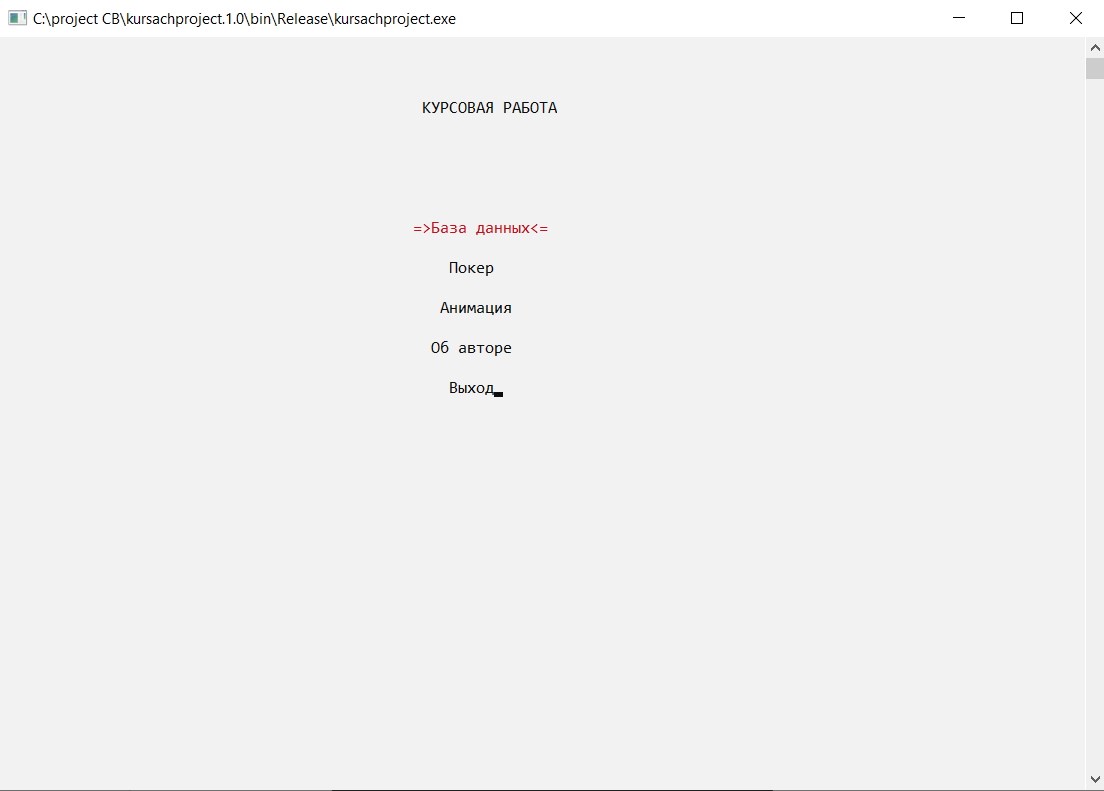 C:\project CB\kursachproject.1.0\bin\Release\kursachproject.exe
КУРСОВАЯ РАБОТА
=>База данных<=
Покер
Анимация
Об авторе
Выход